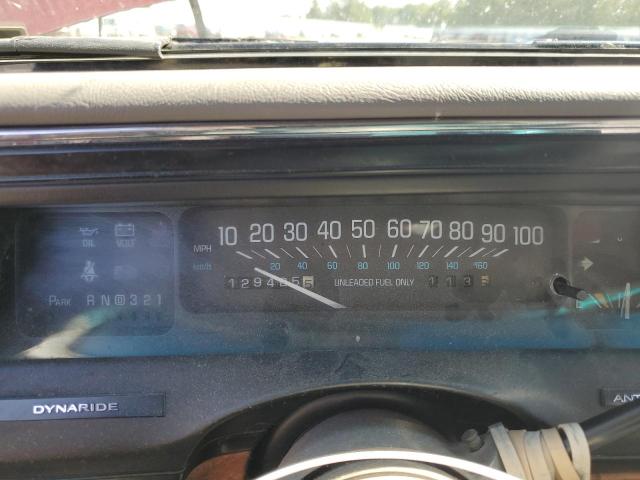 10 20 30 40 50 60 70 80 90 100
MPH
km/h 20 40 60 80 100 120 140 160
OIL VOLT
UNLEADED FUEL ONLY
PARK R N D 3 2 1
E
DYNARIDE
ANT